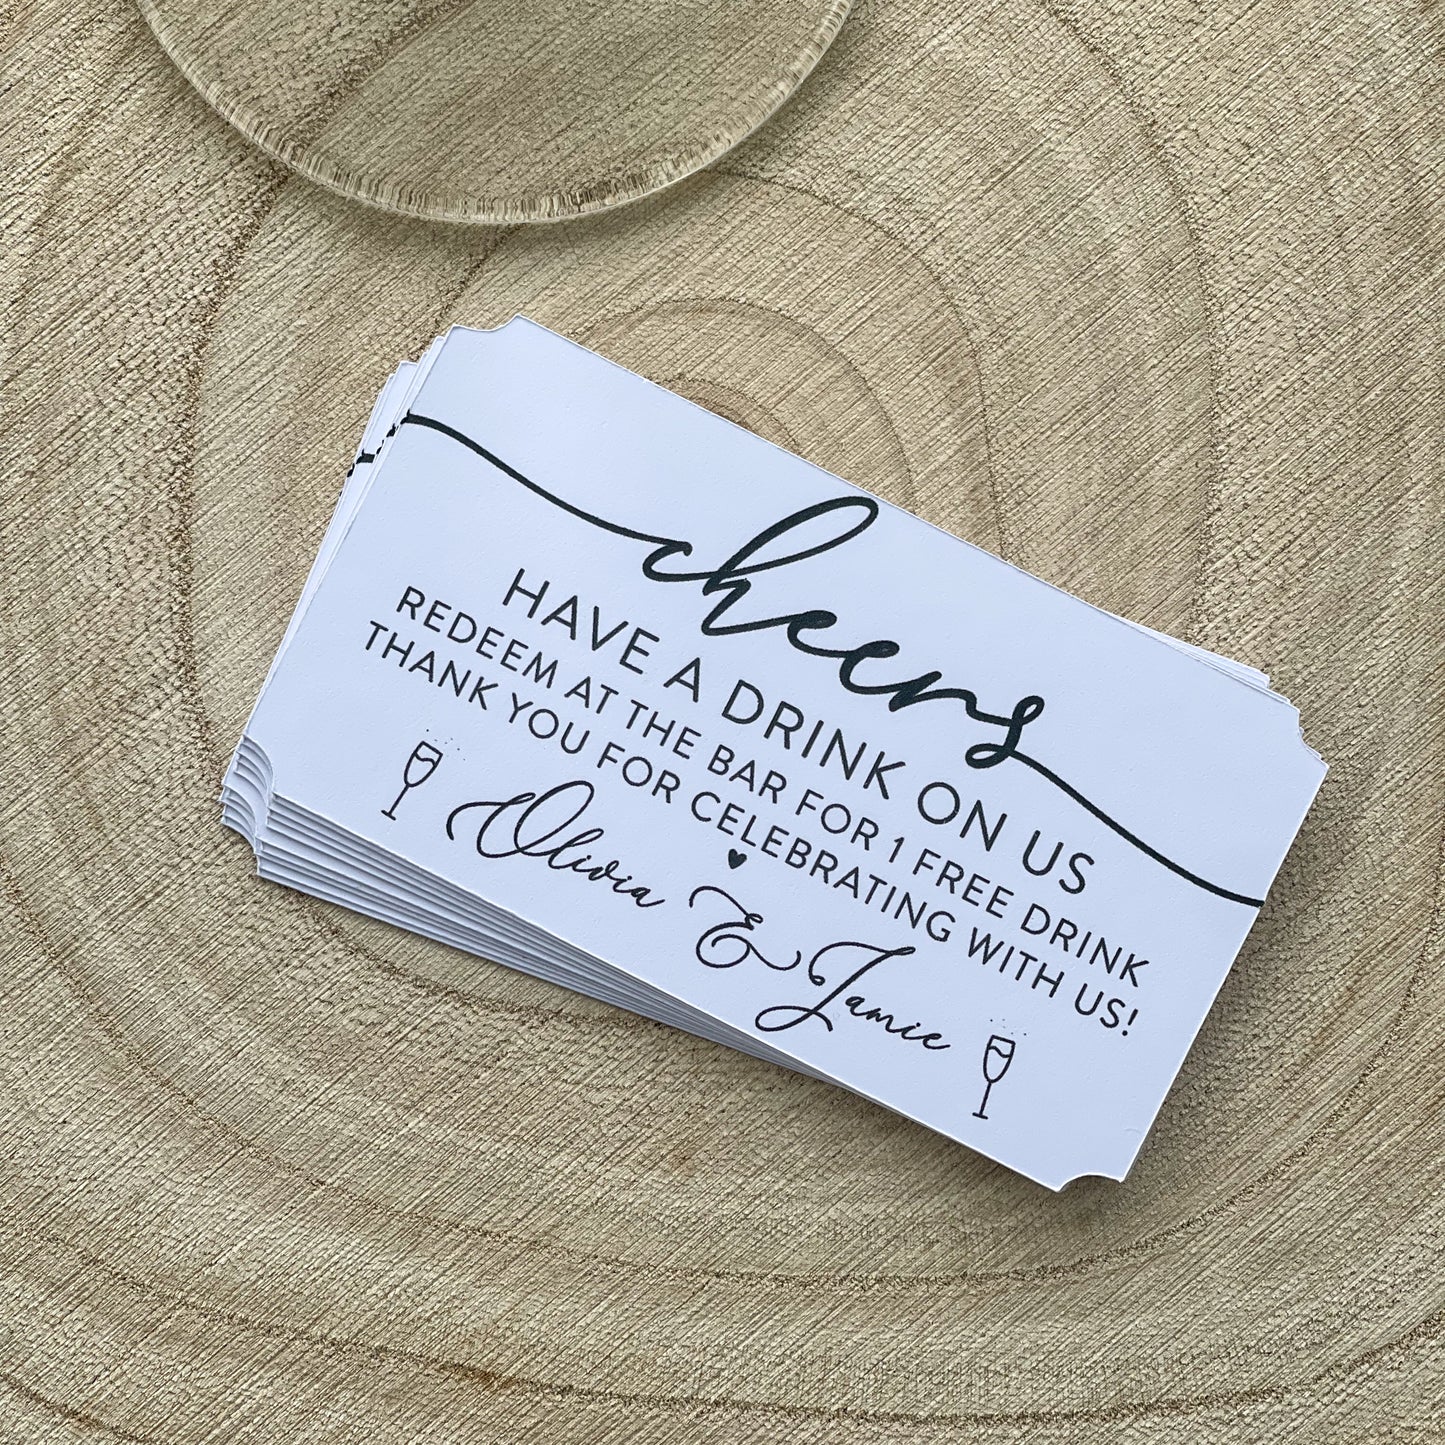 cheers
HAVE A DRINK ON US
REDEEM AT THE BAR FOR 1 FREE DRINK
THANK YOU FOR CELEBRATING WITH US!
Olivia & Jamie